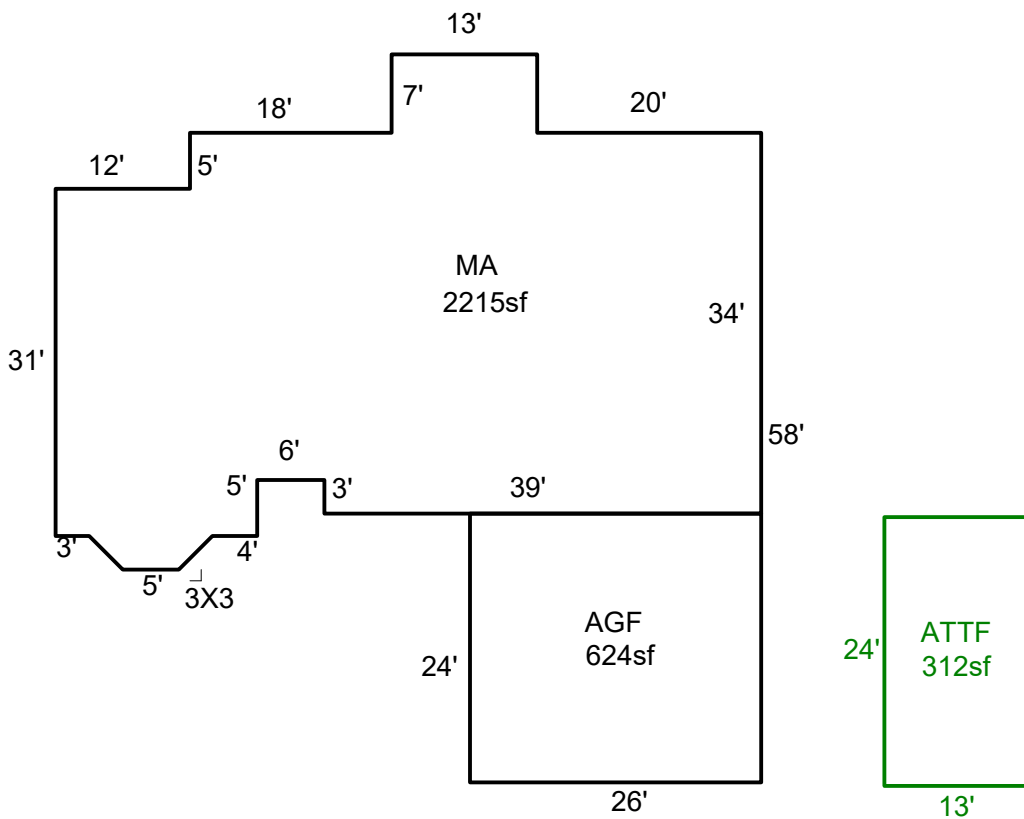 13'
7'
18'
20'
12'
5'
MA
2215sf
34'
31'
58'
6'
5'
3'
39'
3'
4'
5'
3X3
AGF
624sf
24'
26'
ATTF
312sf
24'
13'